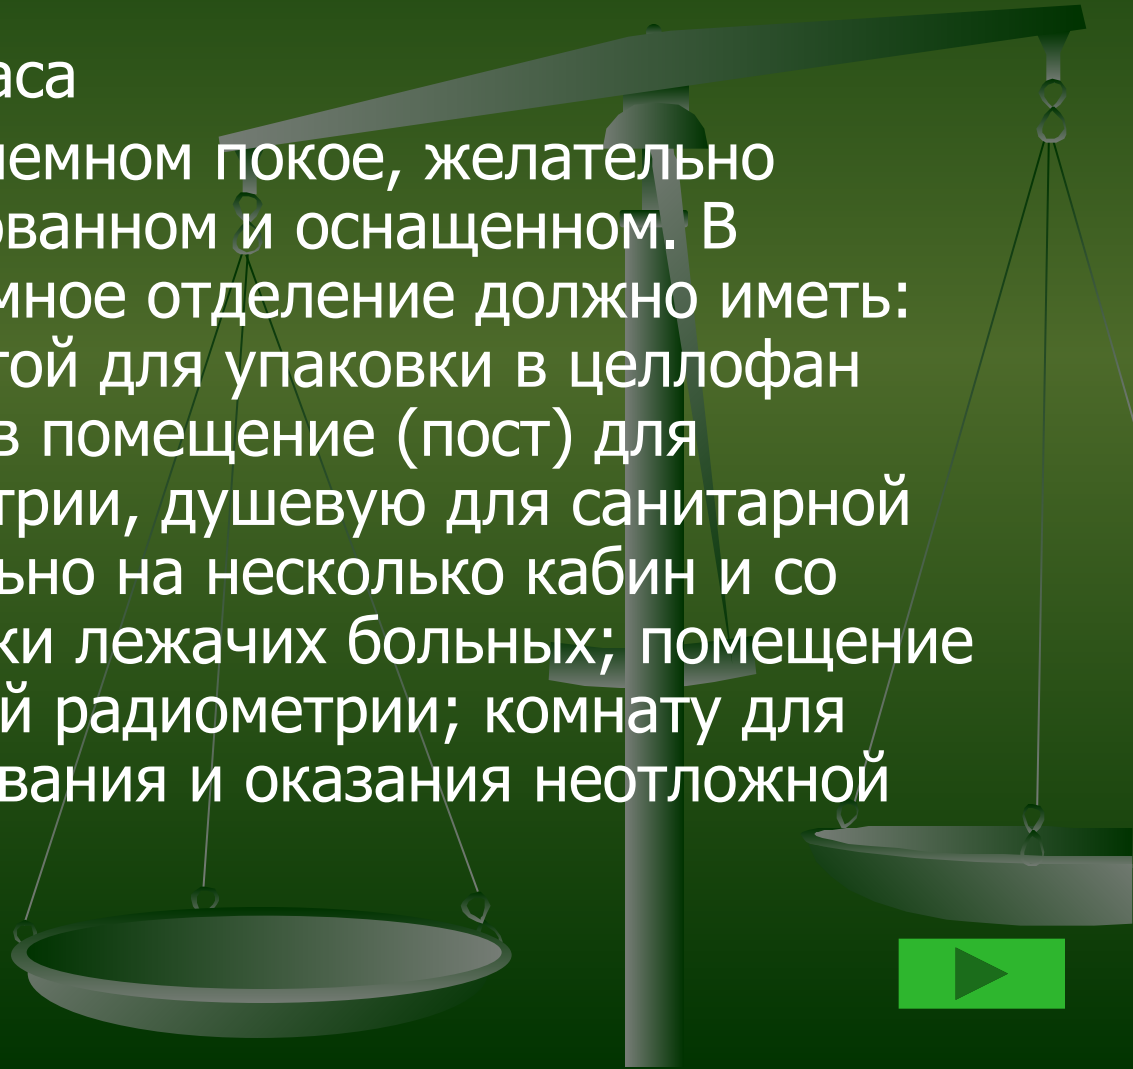 аса
иемном покое, желательно
ованном и оснащенном. В
мное отделение должно иметь:
той для упаковки в целлофан
в помещение (пост) для
трии, душевую для санитарной
ьно на несколько кабин и со
ки лежачих больных; помещение
й радиометрии; комнату для
вания и оказания неотложной